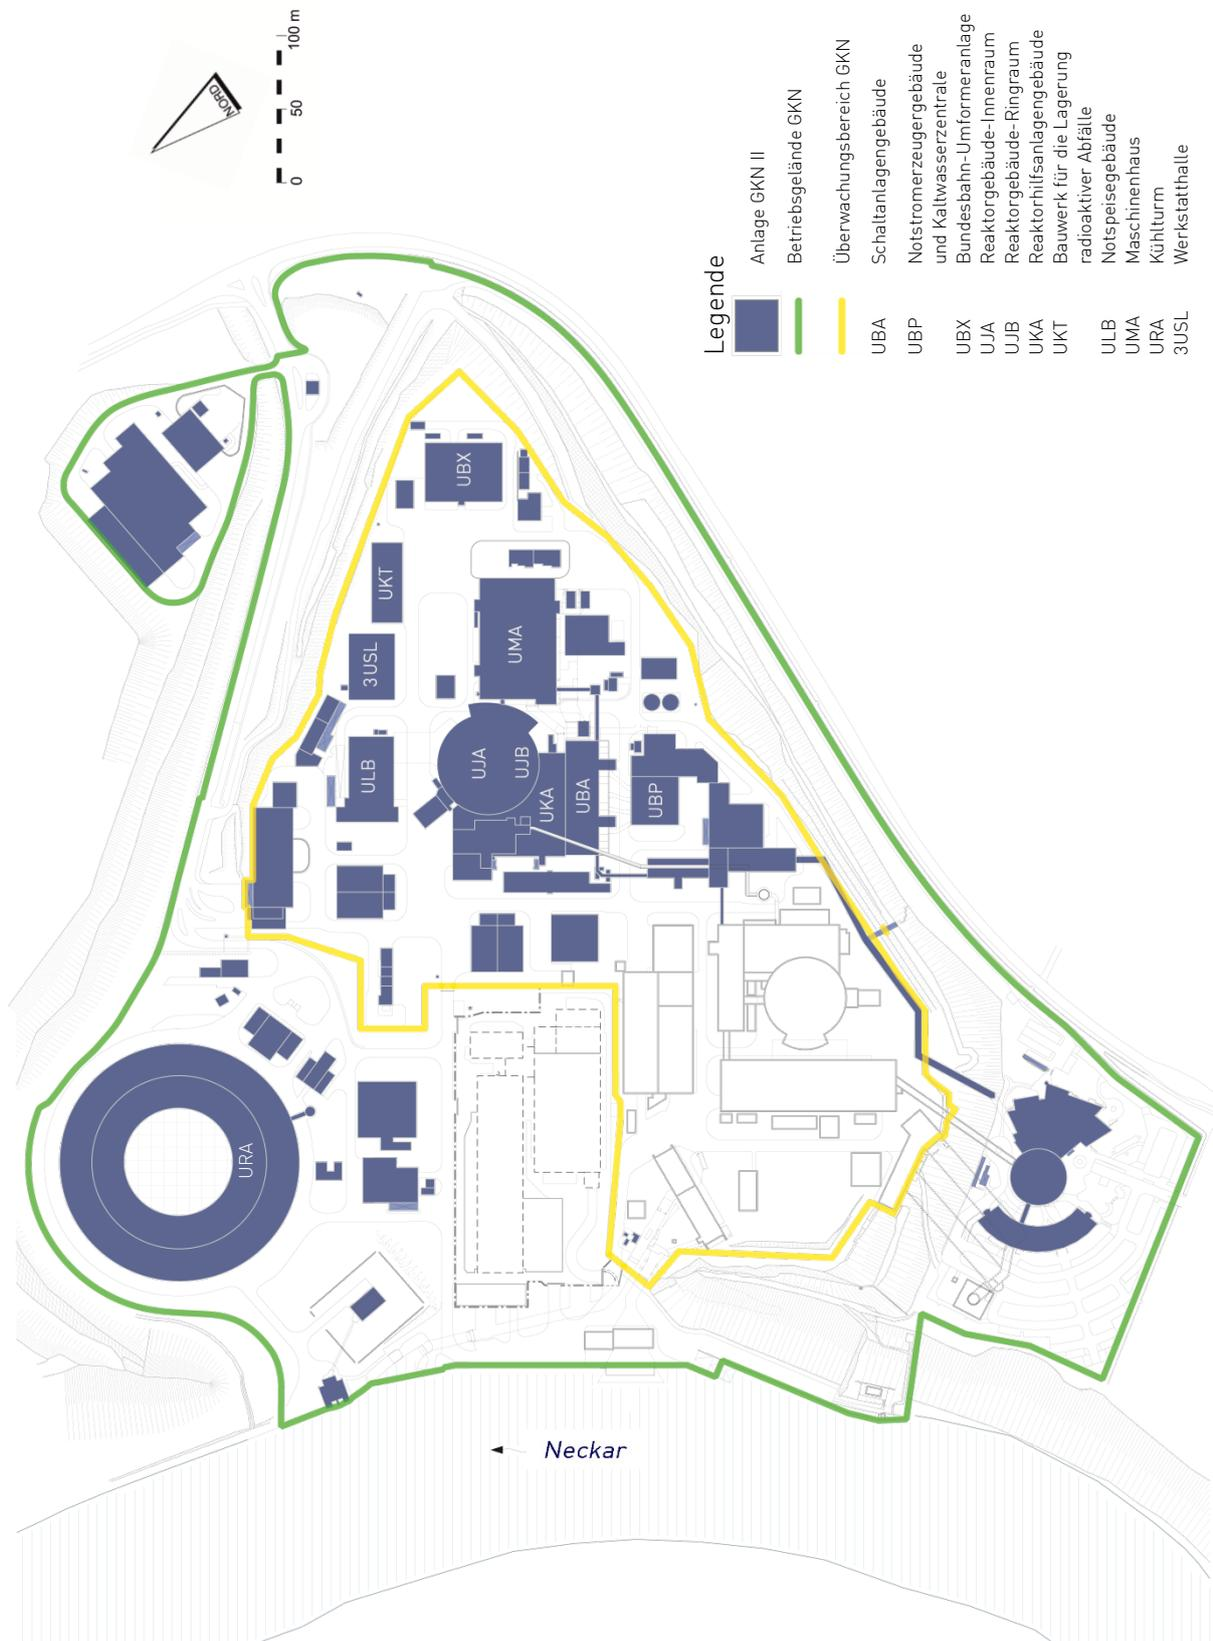 NORD
0 50 100 m
Legende
Anlage GKN II
Betriebsgelände GKN
Überwachungsbereich GKN
UBA Schaltanlagengebäude
UBP Notstromerzeugergebäude
und Kaltwasserzentrale
UBX Bundesbahn-Umformeranlage
UJA Reaktorgebäude-Innenraum
UJB Reaktorgebäude-Ringraum
UKA Reaktorhilfsanlagengebäude
UKT Bauwerk für die Lagerung
radioaktiver Abfälle
ULB Notspeisegebäude
UMA Maschinenhaus
URA Kühlturm
3USL Werkstatthalle
UBX
UKT
3USL
UMA
ULB
UJA
UJB
UKA
UBA
UBP
URA
Neckar